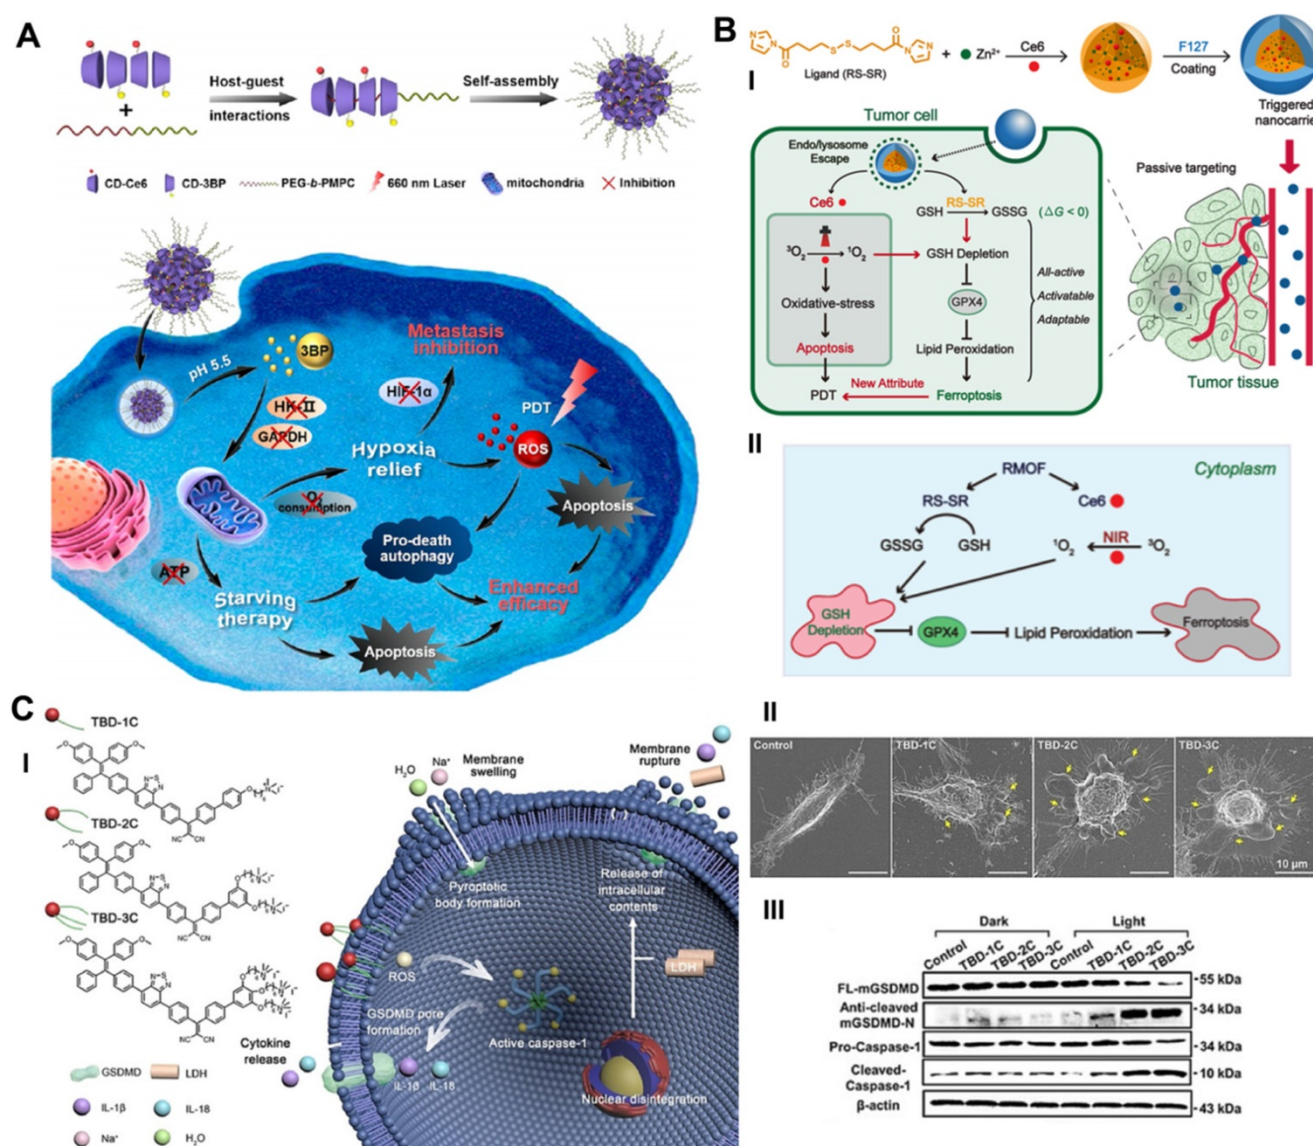 A
Host-guest
interactions
Self-assembly
+
CD-Ce6
CD-3BP
PEG-b-PMPC
660 nm Laser
mitochondria
Inhibition
pH 5.5
3BP
HK-II
GAPDH
Metastasis
inhibition
HIF-1α
Hypoxia
relief
PDT
ROS
O₂
consumption
Apoptosis
Pro-death
autophagy
ATP
Starving
therapy
Enhanced
efficacy
Apoptosis
B
Ligand (RS-SR)
+
Zn²⁺
Ce6
F127
Coating
Triggered
nanocarrie
I
Tumor cell
Endo/lysosome
Escape
Ce6
RS-SR
GSH
GSSG
(ΔG < 0)
³O₂
¹O₂
GSH Depletion
Oxidative-stress
GPX4
All-active
Activatable
Adaptable
Apoptosis
Lipid Peroxidation
PDT
New Attribute
Ferroptosis
Passive targeting
Tumor tissue
II
Cytoplasm
RMOF
RS-SR
Ce6
GSSG
GSH
¹O₂
NIR
³O₂
GSH
Depletion
GPX4
Lipid Peroxidation
Ferroptosis
C
I
TBD-1C
TBD-2C
TBD-3C
GSDMD
LDH
IL-1β
IL-18
Na⁺
H₂O
H₂O
Na⁺
Membrane
swelling
Membrane
rupture
Pyroptotic
body formation
Release of
intracellular
contents
ROS
LDH
GSDMD pore
formation
Active caspase-1
Cytokine
release
IL-1β
IL-18
Nuclear disintegration
II
Control
TBD-1C
TBD-2C
TBD-3C
10 μm
III
Dark
Light
Control
TBD-1C
TBD-2C
TBD-3C
Control
TBD-1C
TBD-2C
TBD-3C
FL-mGSDMD
-55 kDa
Anti-cleaved
mGSDMD-N
-34 kDa
Pro-Caspase-1
-34 kDa
Cleaved-
Caspase-1
-10 kDa
β-actin
-43 kDa